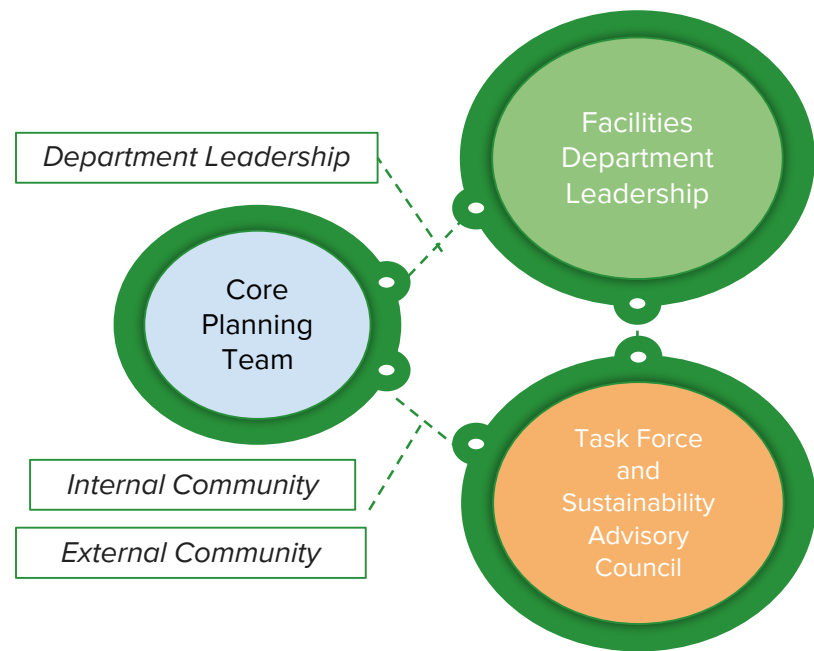 Facilities
Department
Leadership
Department Leadership
Core
Planning
Team
Internal Community
External Community
Task Force
and
Sustainability
Advisory
Council